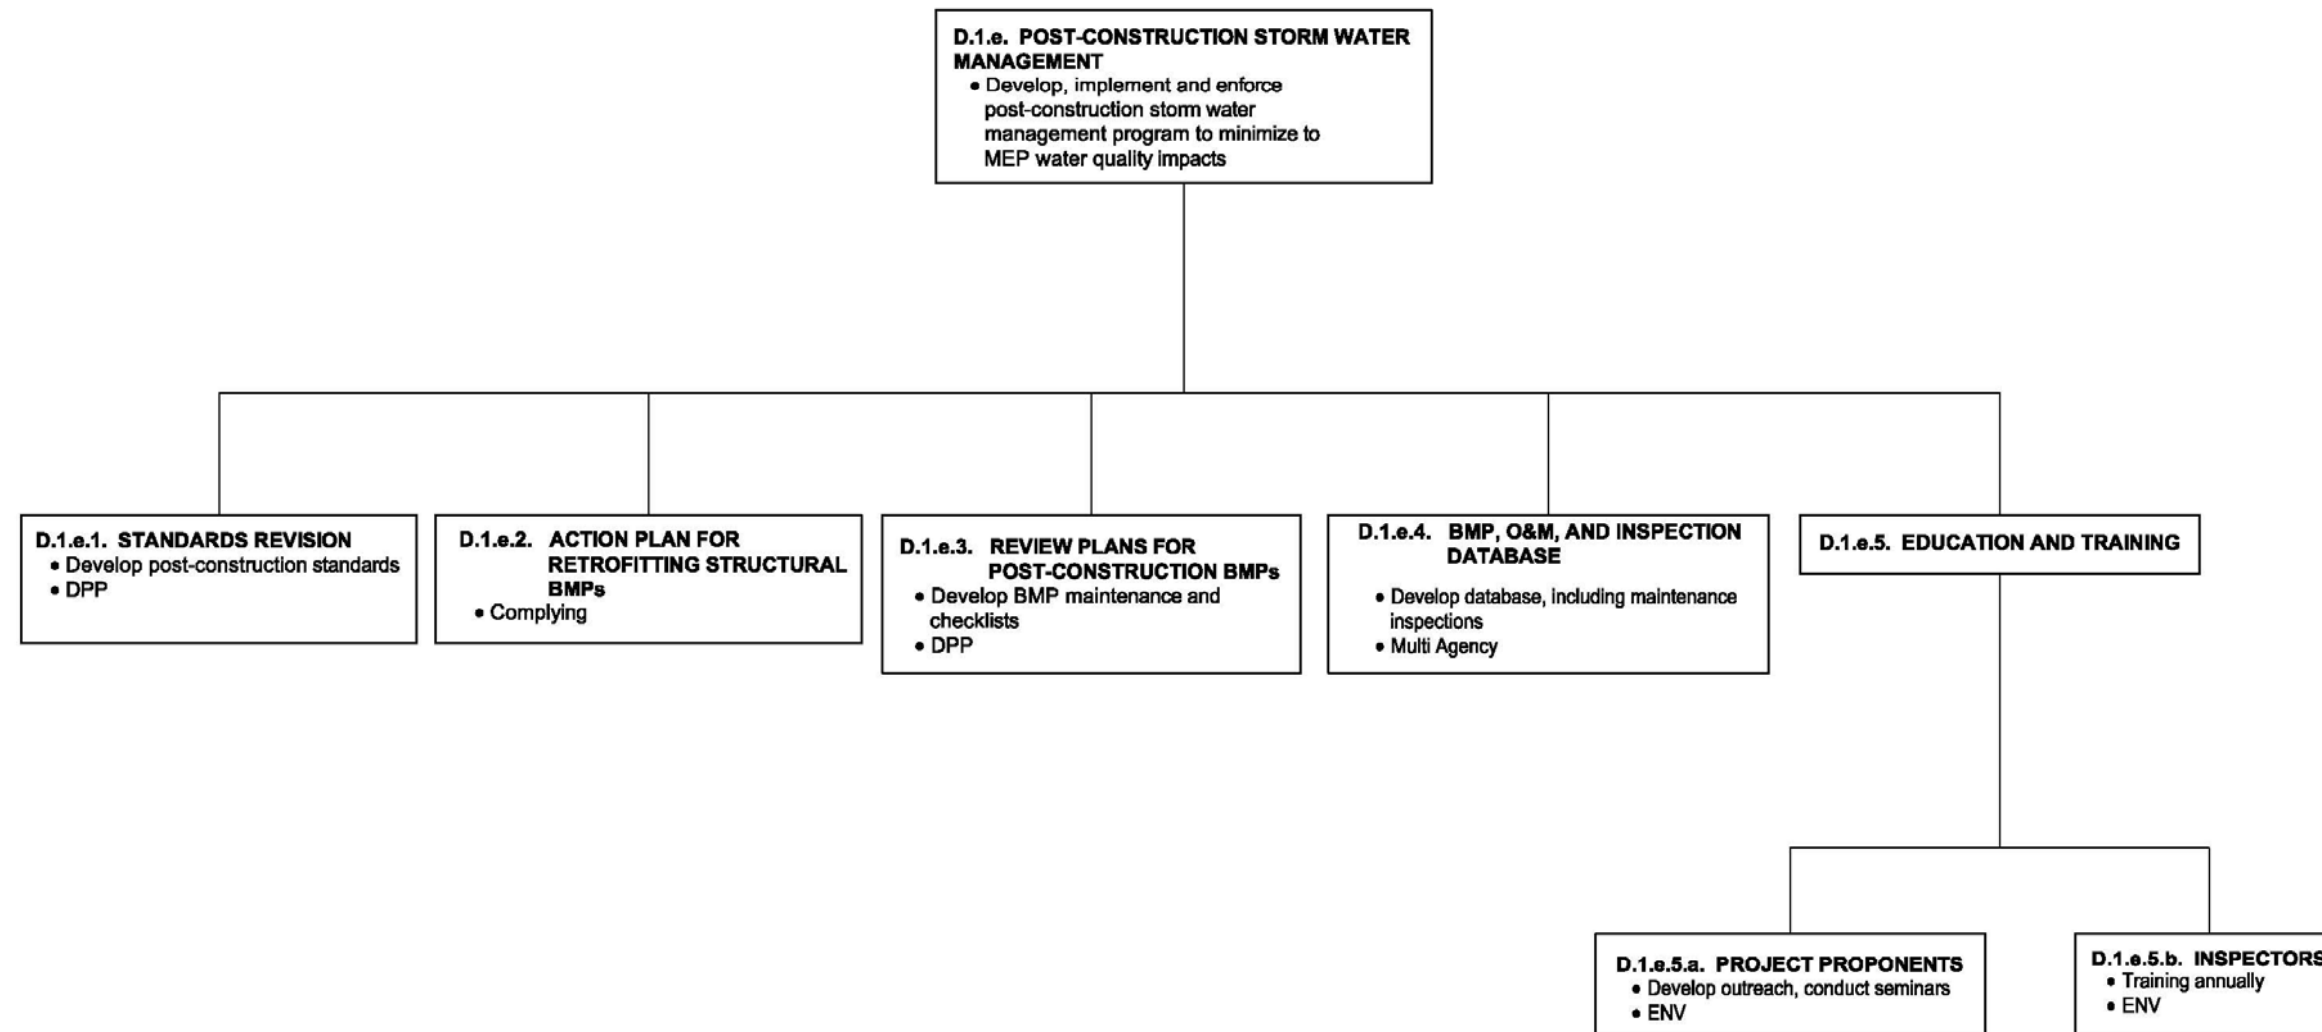 D.1.e. POST-CONSTRUCTION STORM WATER
MANAGEMENT
• Develop, implement and enforce
post-construction storm water
management program to minimize to
MEP water quality impacts
D.1.e.1. STANDARDS REVISION
• Develop post-construction standards
• DPP
D.1.e.2. ACTION PLAN FOR
RETROFITTING STRUCTURAL
BMPs
• Complying
D.1.e.3. REVIEW PLANS FOR
POST-CONSTRUCTION BMPs
• Develop BMP maintenance and
checklists
• DPP
D.1.e.4. BMP, O&M, AND INSPECTION
DATABASE
• Develop database, including maintenance
inspections
• Multi Agency
D.1.e.5. EDUCATION AND TRAINING
D.1.e.5.a. PROJECT PROPONENTS
• Develop outreach, conduct seminars
• ENV
D.1.e.5.b. INSPECTORS
• Training annually
• ENV